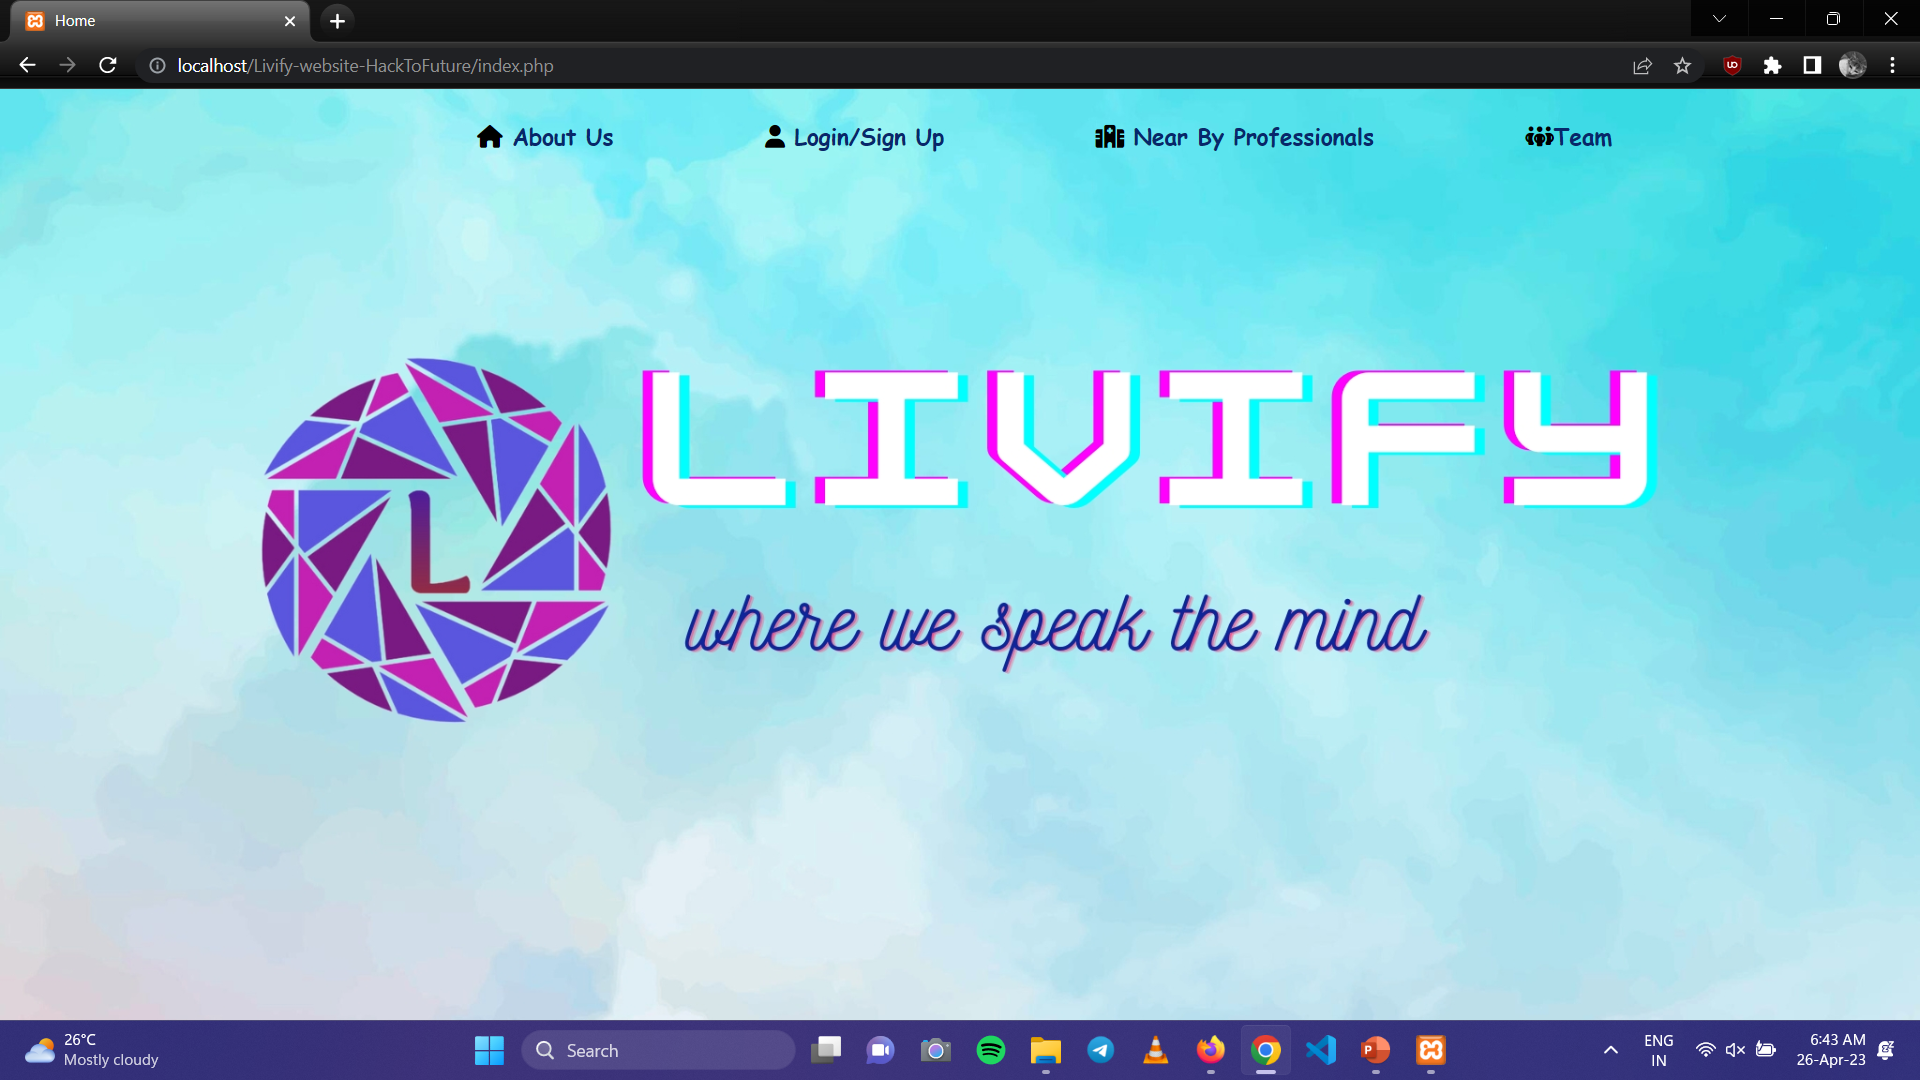 Home
localhost/Livify-website-HackToFuture/index.php
About Us
Login/Sign Up
Near By Professionals
Team
L
LIVIFY
where we speak the mind
26°C
Mostly cloudy
Search
ENG
IN
6:43 AM
26-Apr-23